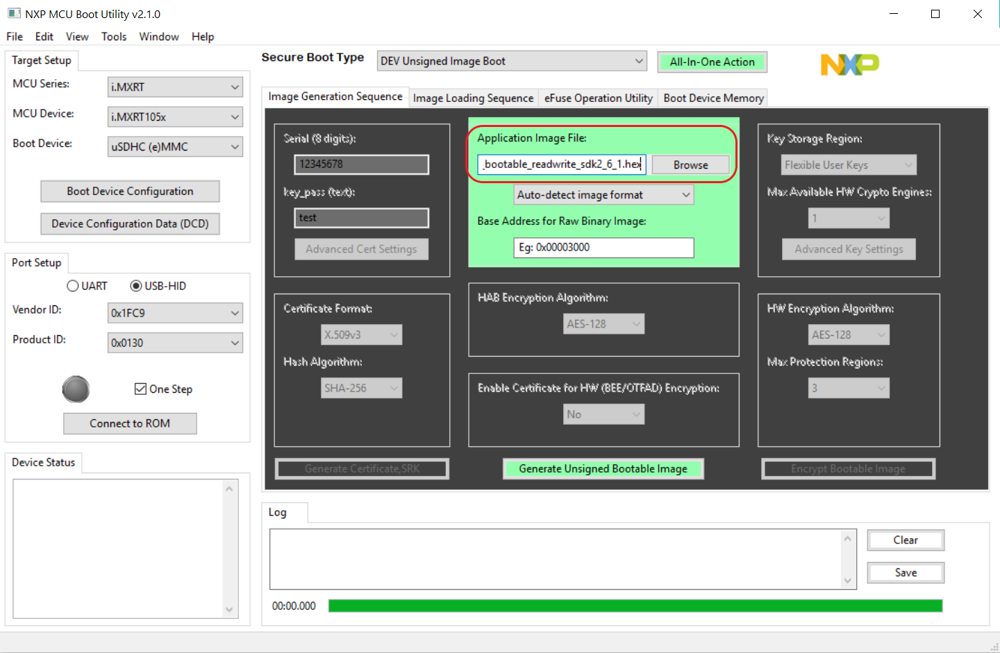 NXP MCU Boot Utility v2.1.0
File Edit View Tools Window Help
Target Setup
MCU Series: i.MXRT
MCU Device: i.MXRT105x
Boot Device: uSDHC (e)MMC
Boot Device Configuration
Device Configuration Data (DCD)
Port Setup
UART USB-HID
Vendor ID: 0x1FC9
Product ID: 0x0130
One Step
Connect to ROM
Device Status
Secure Boot Type DEV Unsigned Image Boot All-In-One Action
NXP
Image Generation Sequence Image Loading Sequence eFuse Operation Utility Boot Device Memory
Serial (8 digits):
12345678
key_pass (text):
test
Advanced Cert Settings
Application Image File:
_bootable_readwrite_sdk2_6_1.hex Browse
Auto-detect image format
Base Address for Raw Binary Image:
Eg: 0x00003000
Key Storage Region:
Flexible User Keys
Max Available HW Crypto Engines:
1
Advanced Key Settings
Certificate Format:
X.509v3
Hash Algorithm:
SHA-256
HAB Encryption Algorithm:
AES-128
Enable Certificate for HW (BEE/OTFAD) Encryption:
No
HW Encryption Algorithm:
AES-128
Max Protection Regions:
3
Generate Certificate,SRK Generate Unsigned Bootable Image Encrypt Bootable Image
Log
Clear
Save
00:00.000